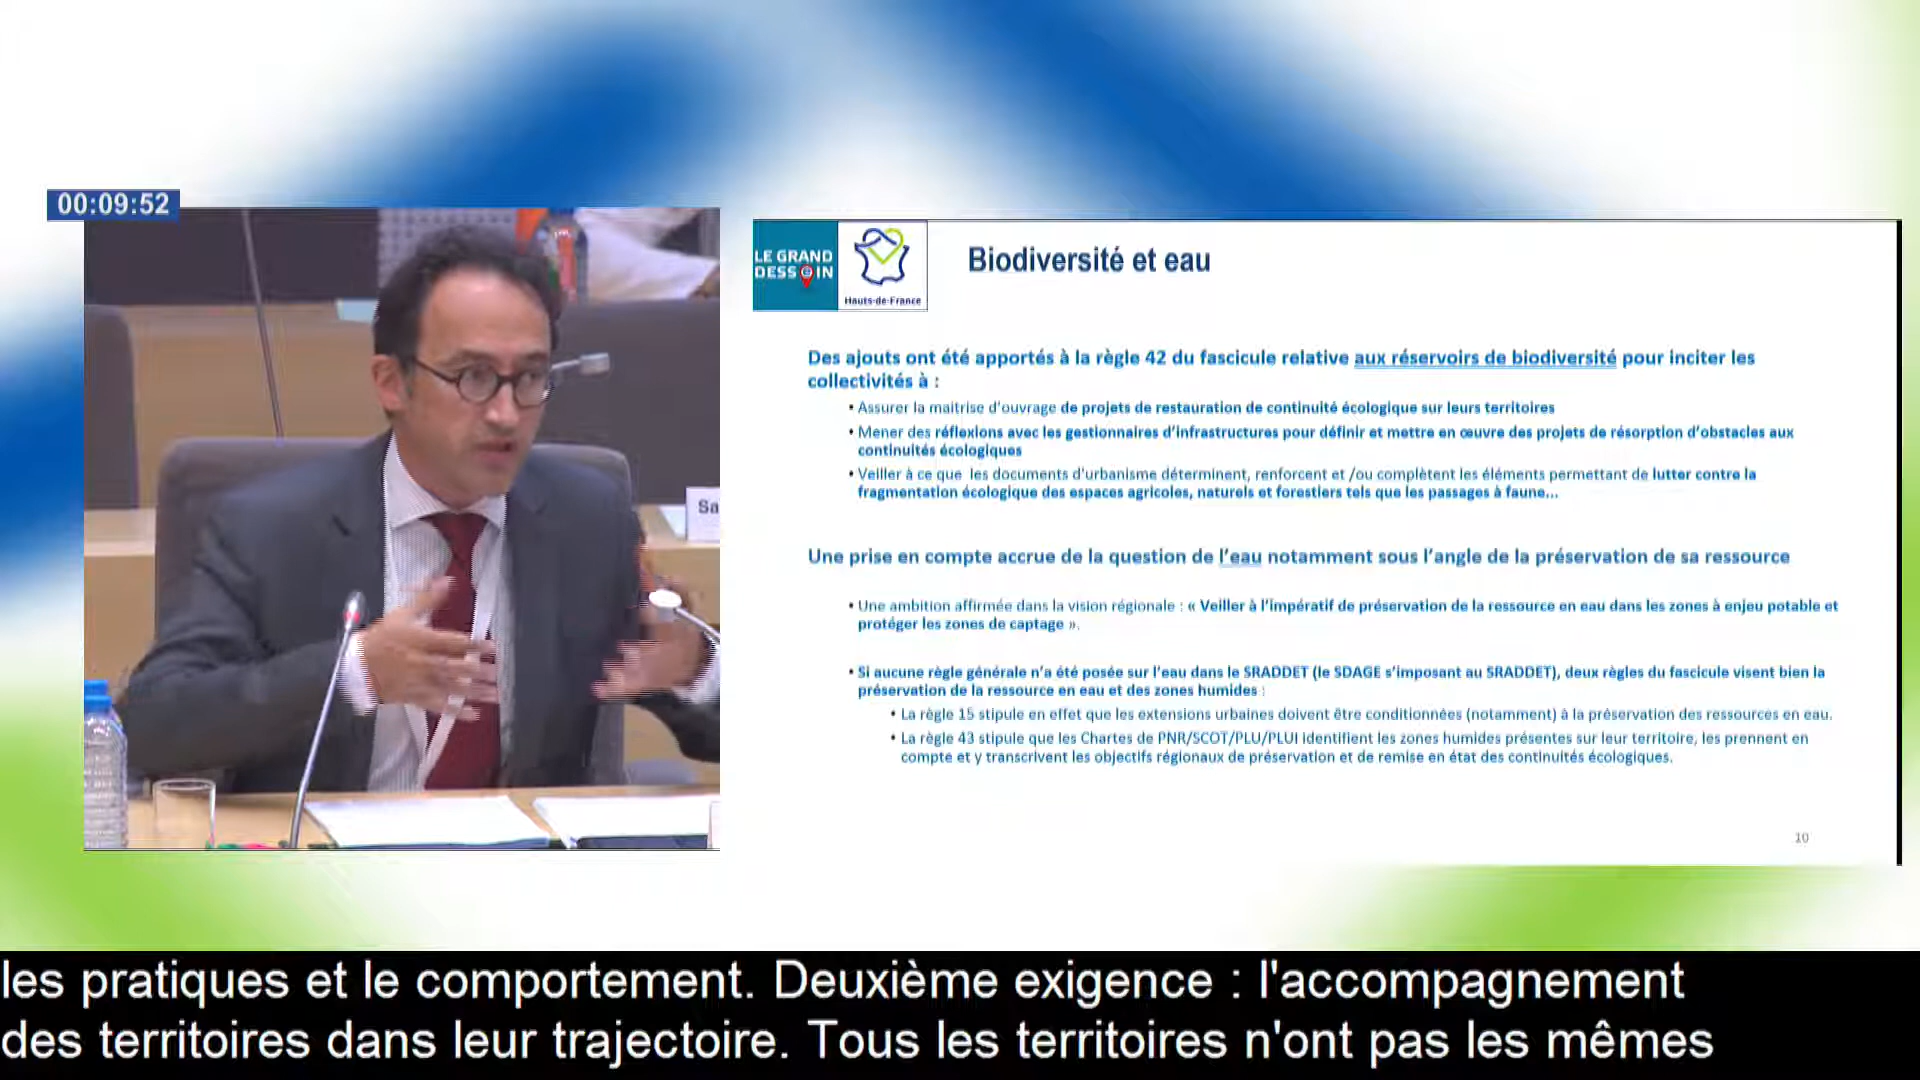 00:09:52
Sa
LE GRAND
DESSOIN
Hauts-de-France
Biodiversité et eau
Des ajouts ont été apportés à la règle 42 du fascicule relative aux réservoirs de biodiversité pour inciter les
collectivités à :
• Assurer la maitrise d'ouvrage de projets de restauration de continuité écologique sur leurs territoires
• Mener des réflexions avec les gestionnaires d'infrastructures pour définir et mettre en œuvre des projets de résorption d'obstacles aux
continuités écologiques
• Veiller à ce que les documents d'urbanisme déterminent, renforcent et /ou complètent les éléments permettant de lutter contre la
fragmentation écologique des espaces agricoles, naturels et forestiers tels que les passages à faune...
Une prise en compte accrue de la question de l'eau notamment sous l'angle de la préservation de sa ressource
• Une ambition affirmée dans la vision régionale : « Veiller à l'impératif de préservation de la ressource en eau dans les zones à enjeu potable et
protéger les zones de captage ».
• Si aucune règle générale n'a été posée sur l'eau dans le SRADDET (le SDAGE s'imposant au SRADDET), deux règles du fascicule visent bien la
préservation de la ressource en eau et des zones humides :
• La règle 15 stipule en effet que les extensions urbaines doivent être conditionnées (notamment) à la préservation des ressources en eau.
• La règle 43 stipule que les Chartes de PNR/SCOT/PLU/PLUI identifient les zones humides présentes sur leur territoire, les prennent en
compte et y transcrivent les objectifs régionaux de préservation et de remise en état des continuités écologiques.
10
les pratiques et le comportement. Deuxième exigence : l'accompagnement
des territoires dans leur trajectoire. Tous les territoires n'ont pas les mêmes